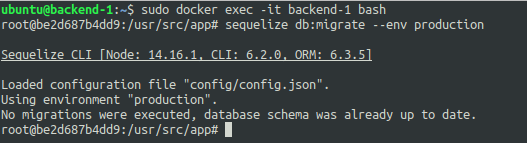 ubuntu@backend-1:~$ sudo docker exec -it backend-1 bash
root@be2d687b4dd9:/usr/src/app# sequelize db:migrate --env production
Sequelize CLI [Node: 14.16.1, CLI: 6.2.0, ORM: 6.3.5]
Loaded configuration file "config/config.json".
Using environment "production".
No migrations were executed, database schema was already up to date.
root@be2d687b4dd9:/usr/src/app#